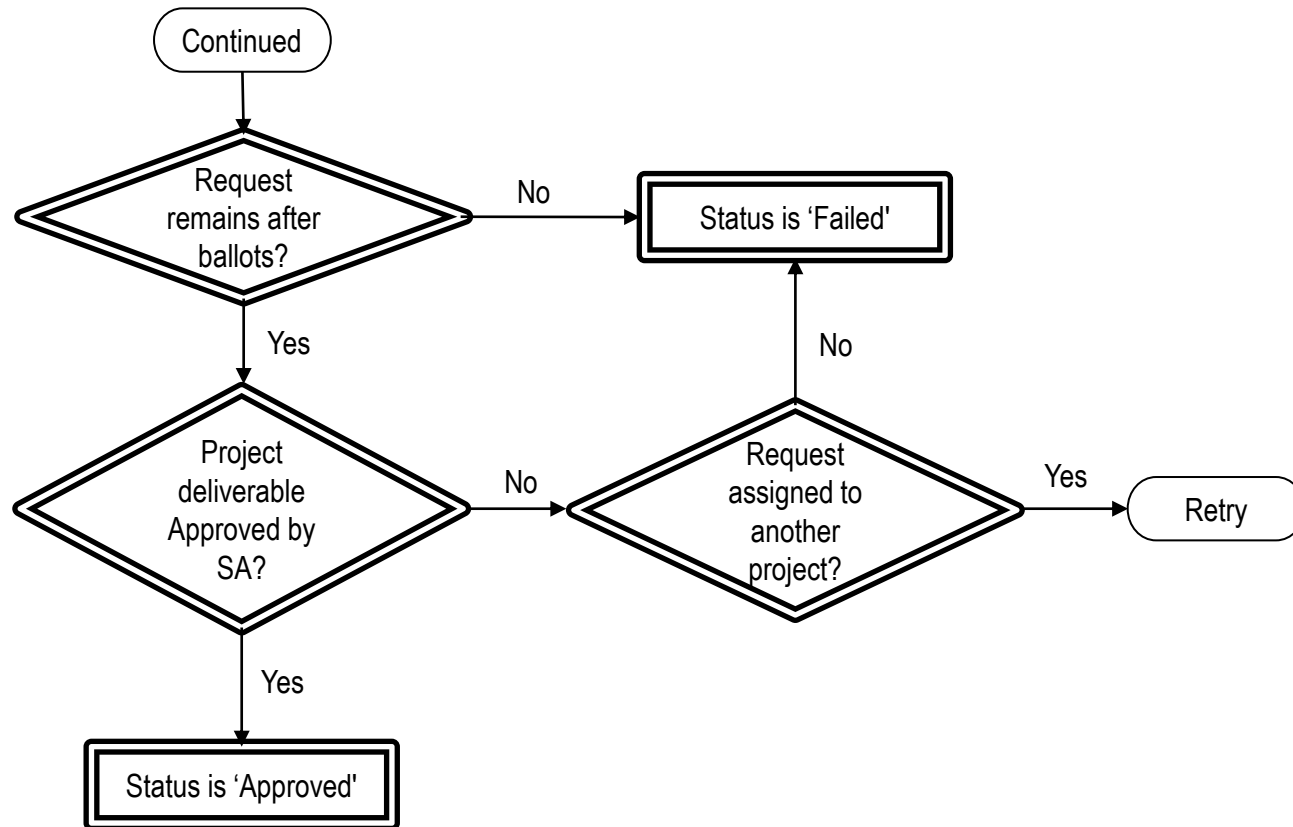 Continued
Request
remains after
ballots?
No
Status is ‘Failed'
Yes
No
Project
deliverable
Approved by
SA?
No
Request
assigned to
another
project?
Yes
Retry
Yes
Status is ‘Approved'